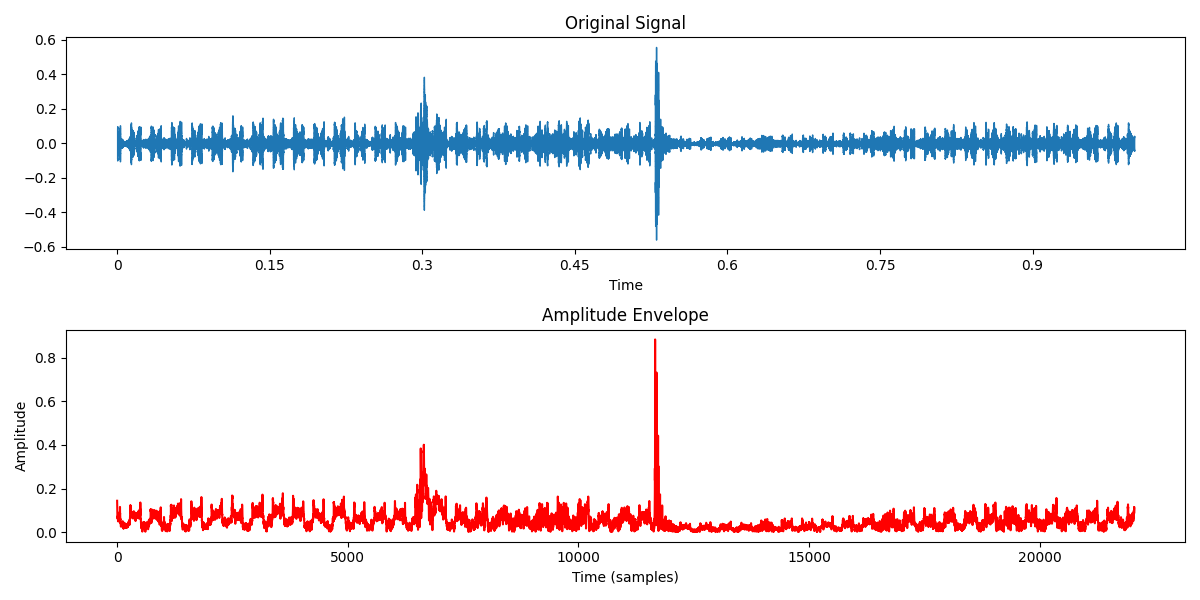 Original Signal
0.6
0.4
0.2
0.0
−0.2
−0.4
−0.6
0 0.15 0.3 0.45 0.6 0.75 0.9
Time
Amplitude Envelope
Amplitude
0.8
0.6
0.4
0.2
0.0
0 5000 10000 15000 20000
Time (samples)